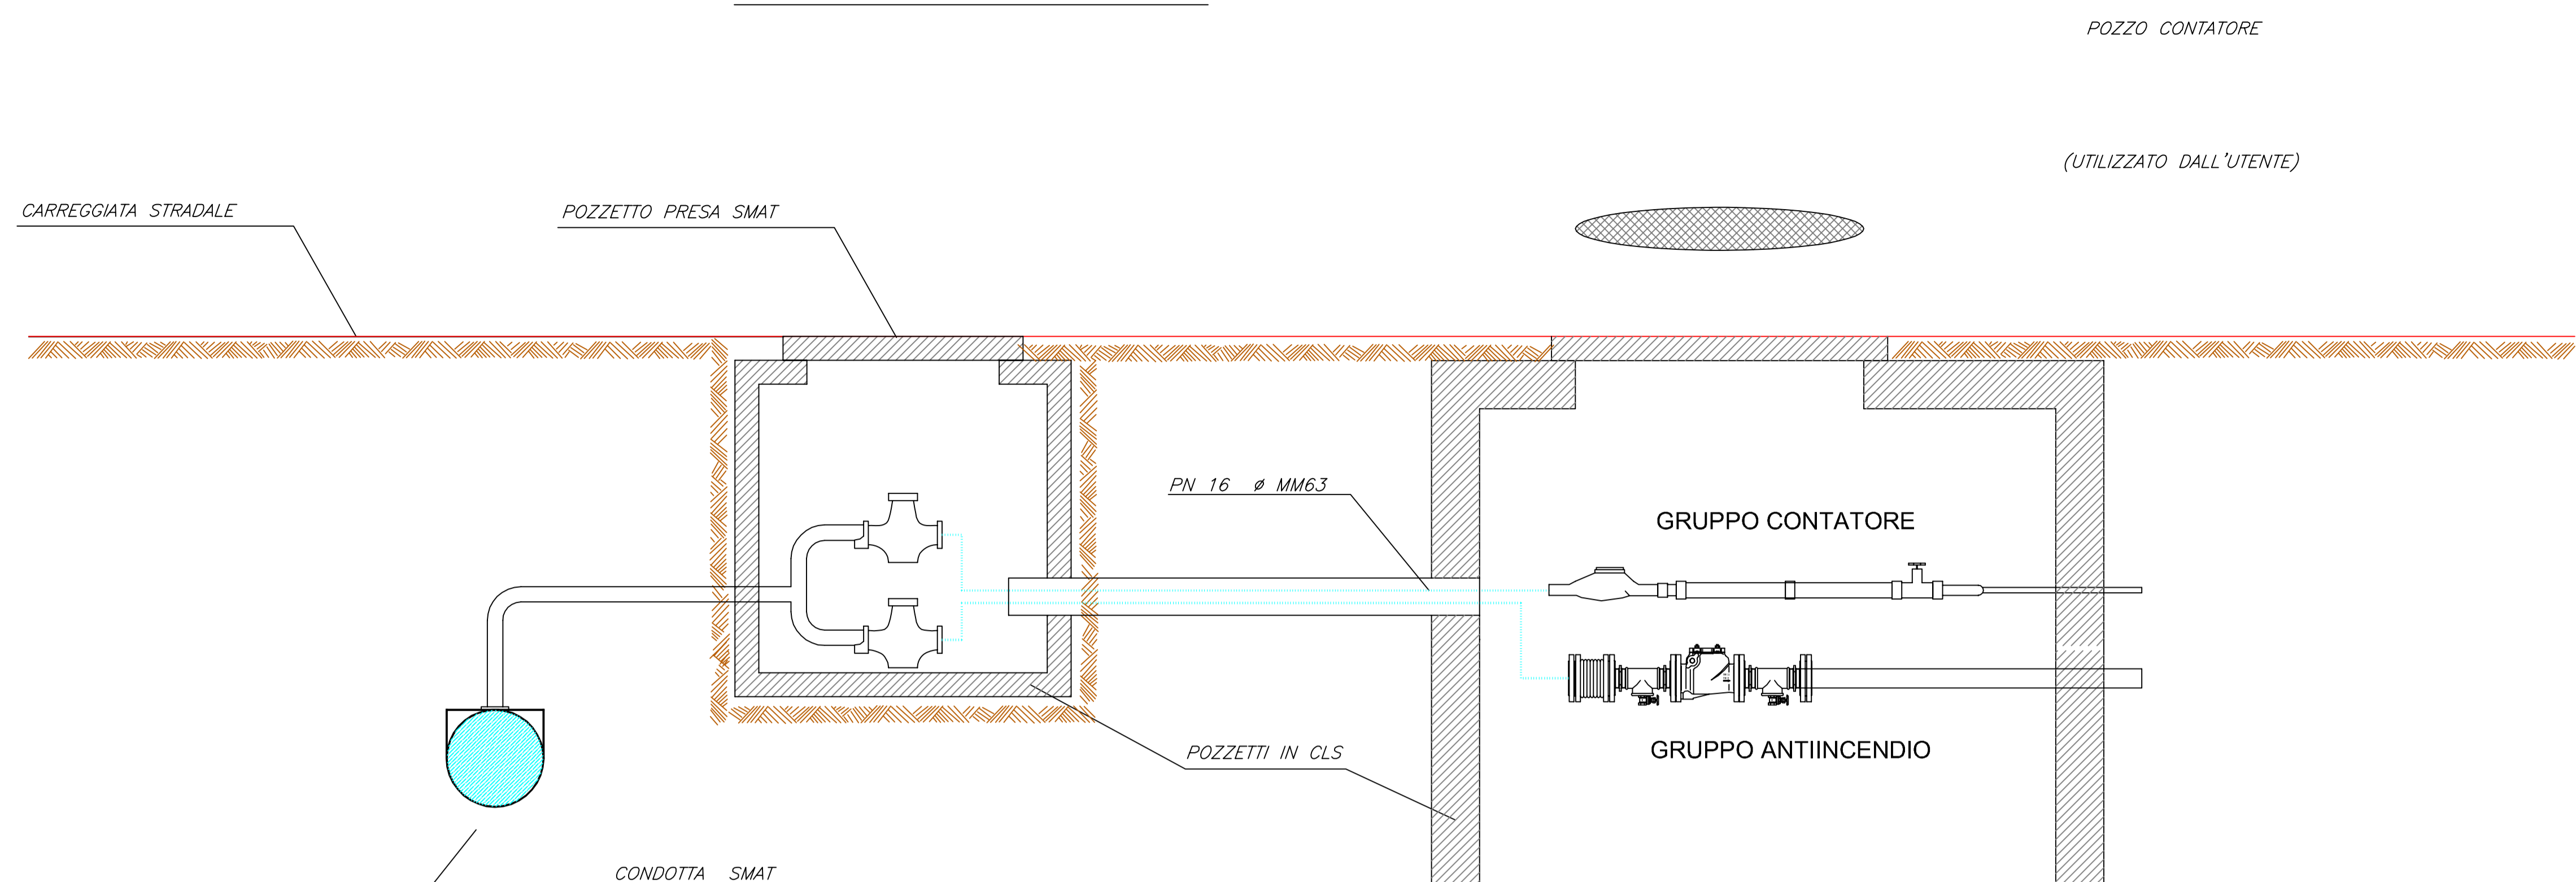 POZZO CONTATORE
(UTILIZZATO DALL'UTENTE)
CARREGGIATA STRADALE
POZZETTO PRESA SMAT
PN 16 ø MM63
GRUPPO CONTATORE
GRUPPO ANTIINCENDIO
POZZETTI IN CLS
CONDOTTA SMAT